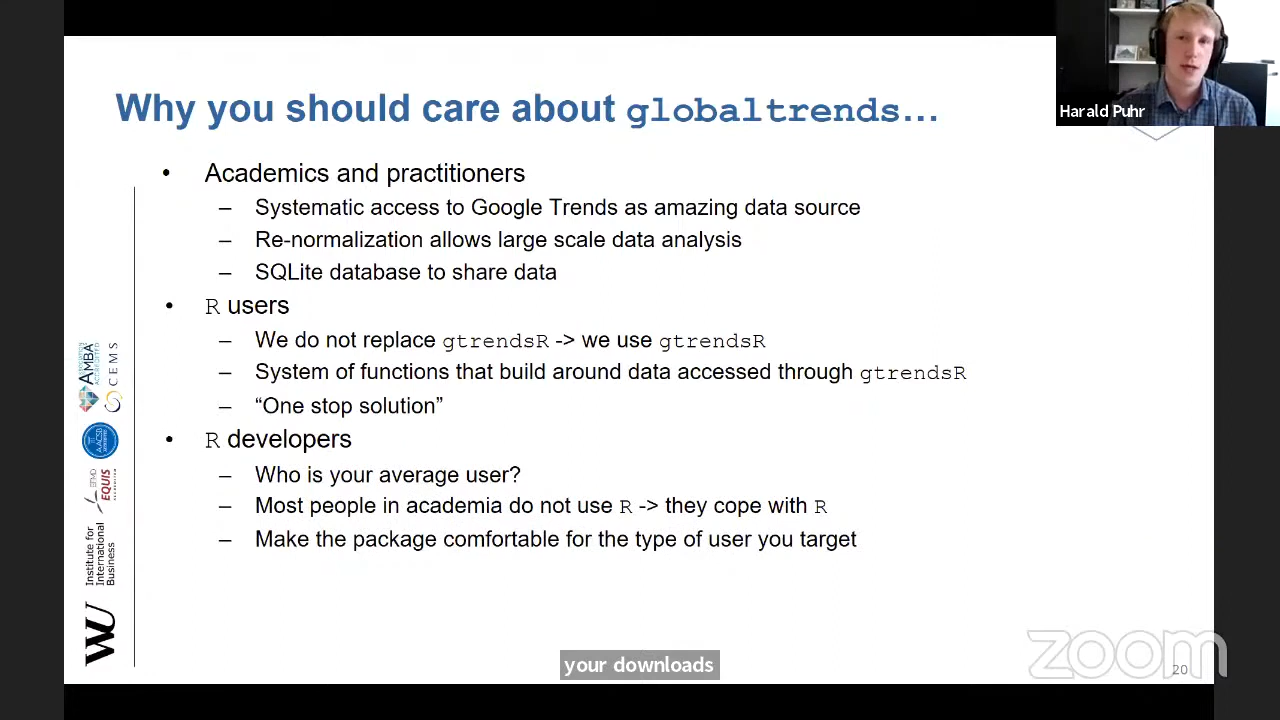 Why you should care about globaltrends...
Harald Puhr
• Academics and practitioners
– Systematic access to Google Trends as amazing data source
– Re-normalization allows large scale data analysis
– SQLite database to share data
• R users
– We do not replace gtrendsR -> we use gtrendsR
– System of functions that build around data accessed through gtrendsR
– “One stop solution”
• R developers
– Who is your average user?
– Most people in academia do not use R -> they cope with R
– Make the package comfortable for the type of user you target
AMBA
CEMS
AACSB
EFMD
EQUIS
Institute for
International
Business
WU
your downloads
zoom
20